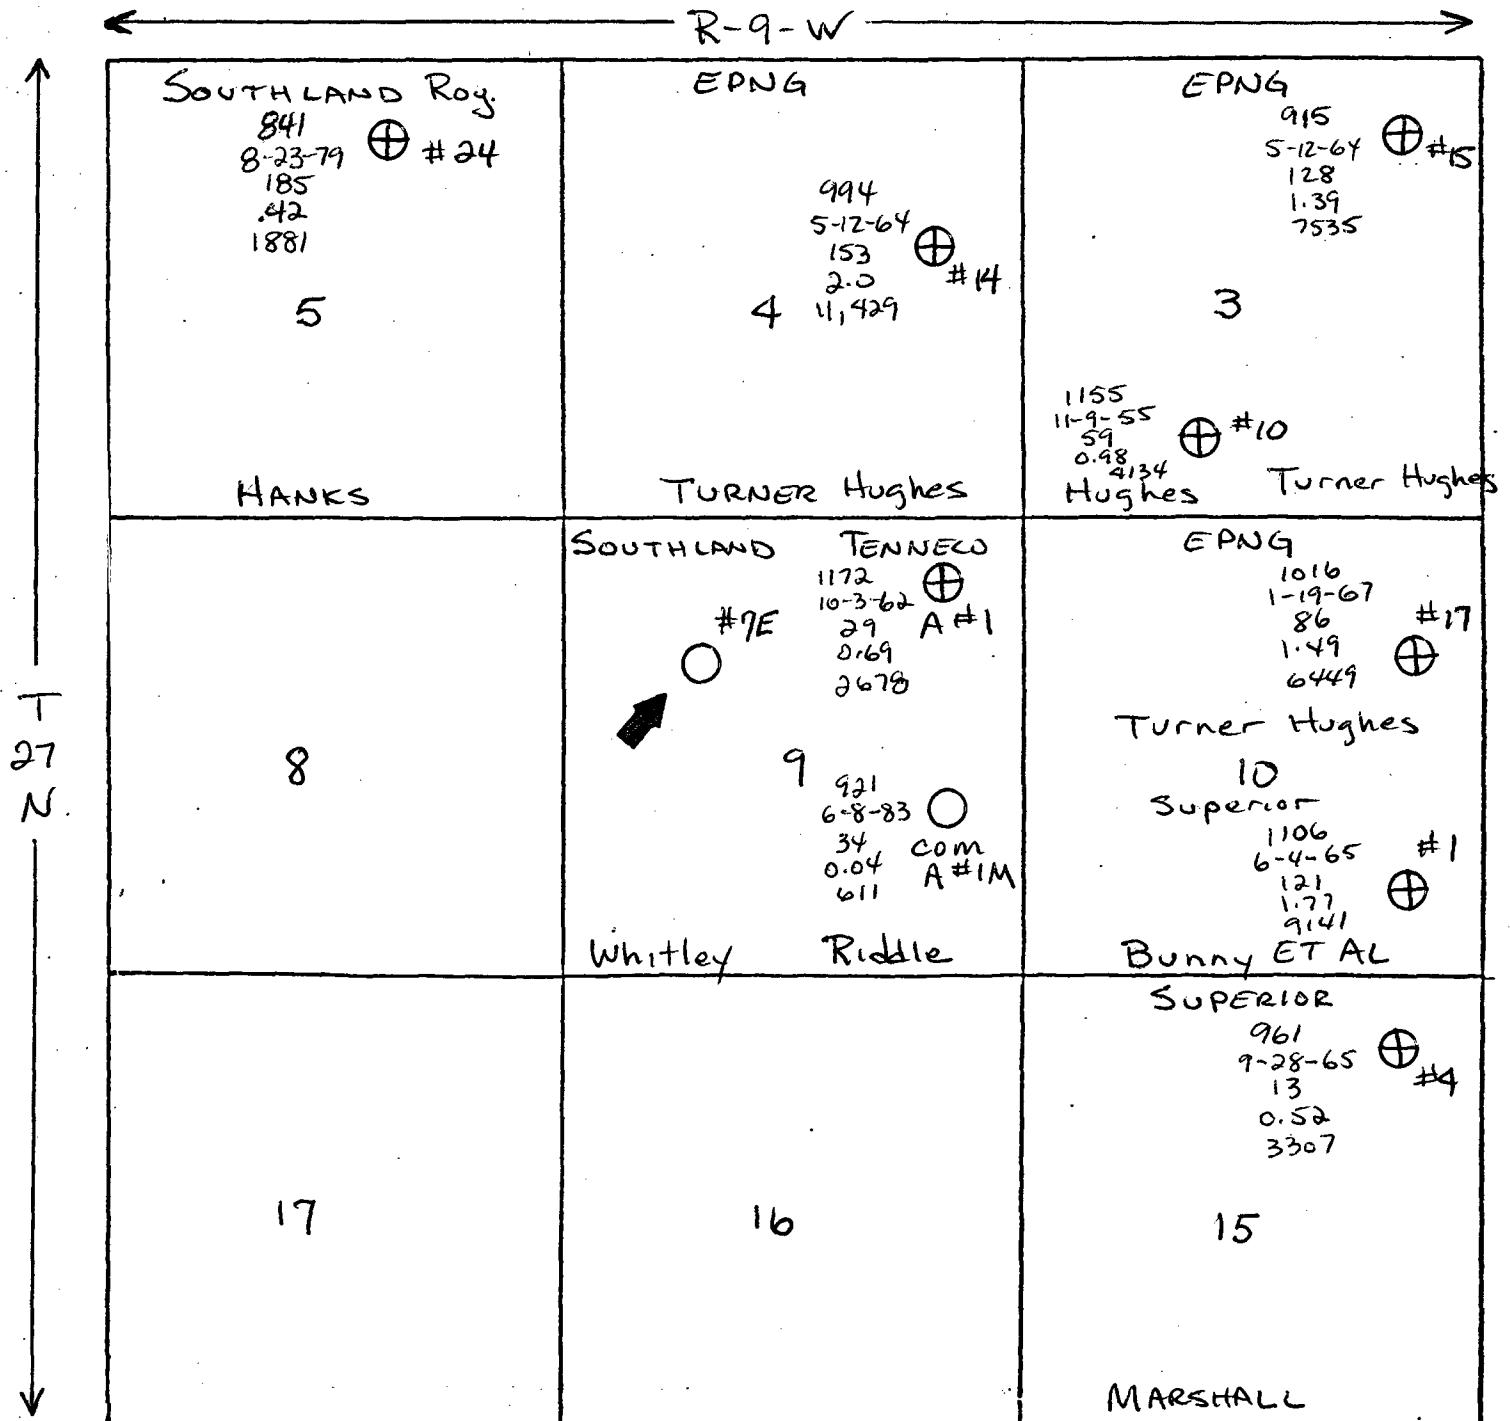 R-9-W
T
27
N.
SOUTHLAND Roy.
841
8-23-79
185
.42
1881
#24
5
HANKS
EPNG
994
5-12-64
153
2.0
11,429
#14
4
TURNER Hughes
EPNG
915
5-12-64
128
1.39
7535
#15
3
1155
11-9-55
59
0.98
4134
#10
Hughes Turner Hughes
8
SOUTHLAND TENNECO
1172
10-3-62
29
0.69
2678
A #1
#7E
9
921
6-8-83
34
0.04
611
com
A #1M
Whitley Riddle
EPNG
1016
1-19-67
86
1.49
6449
#17
Turner Hughes
10
Superior
1106
6-4-65
121
1.77
9141
#1
Bunny ET AL
17
16
SUPERIOR
961
9-28-65
13
0.52
3307
#4
15
MARSHALL